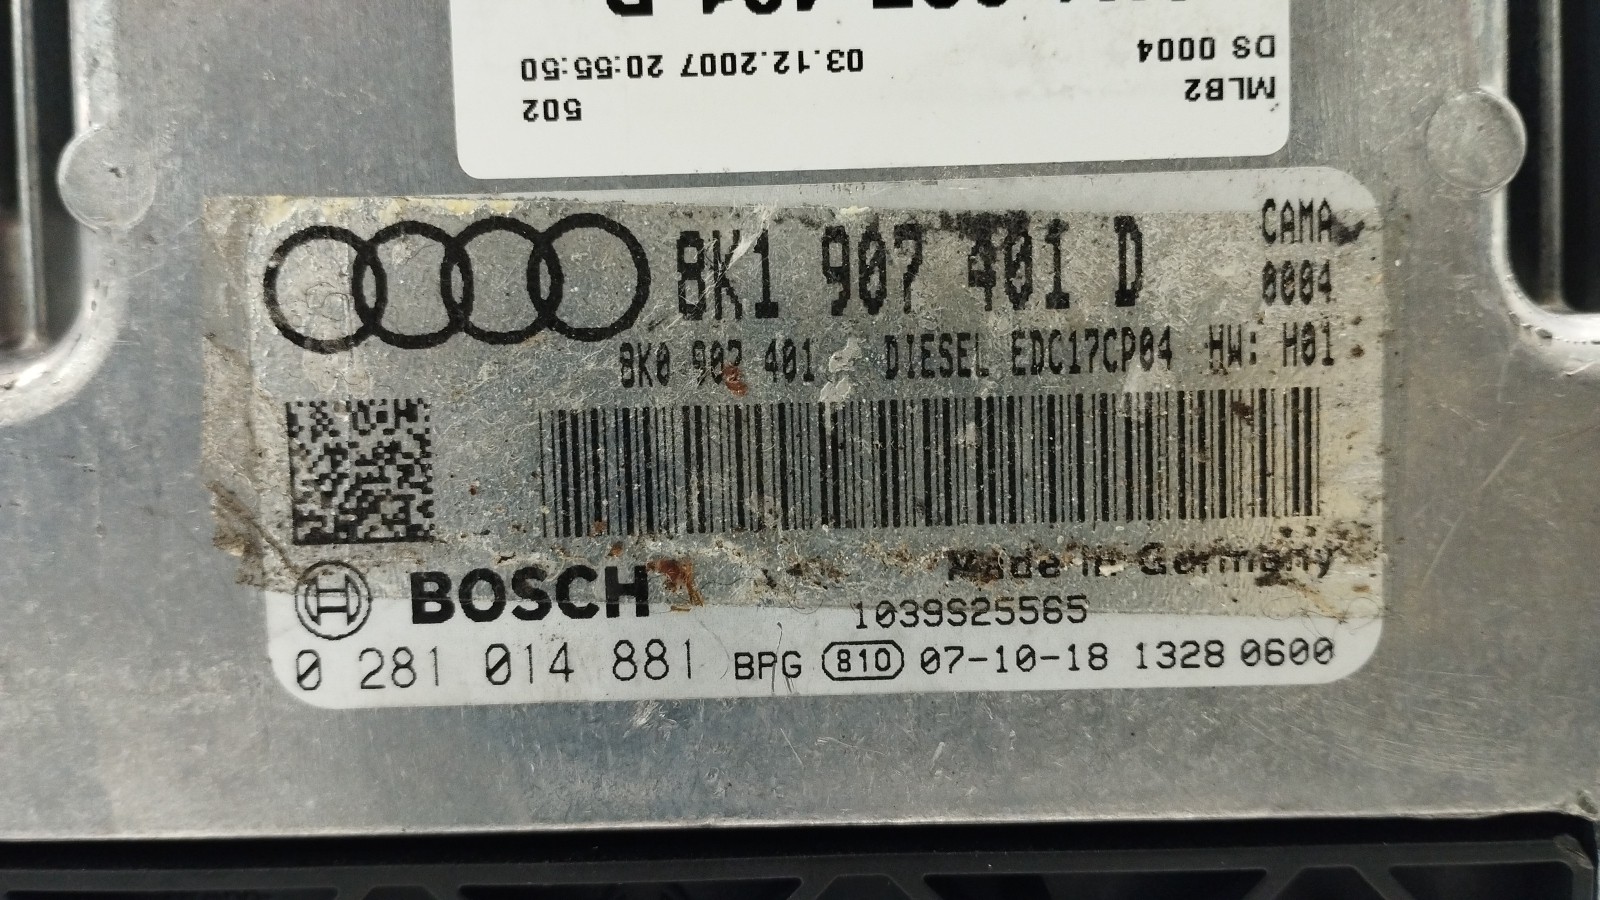 MLB2
DS 0004
502
03.12.2007 20:55:50
8K1 907 401 D
CAMA
0004
8K0 907 401 DIESEL EDC17CP04 HW: H01
Made in Germany
BOSCH
1039S25565
0 281 014 881 BPG 810 07-10-18 1328 0600